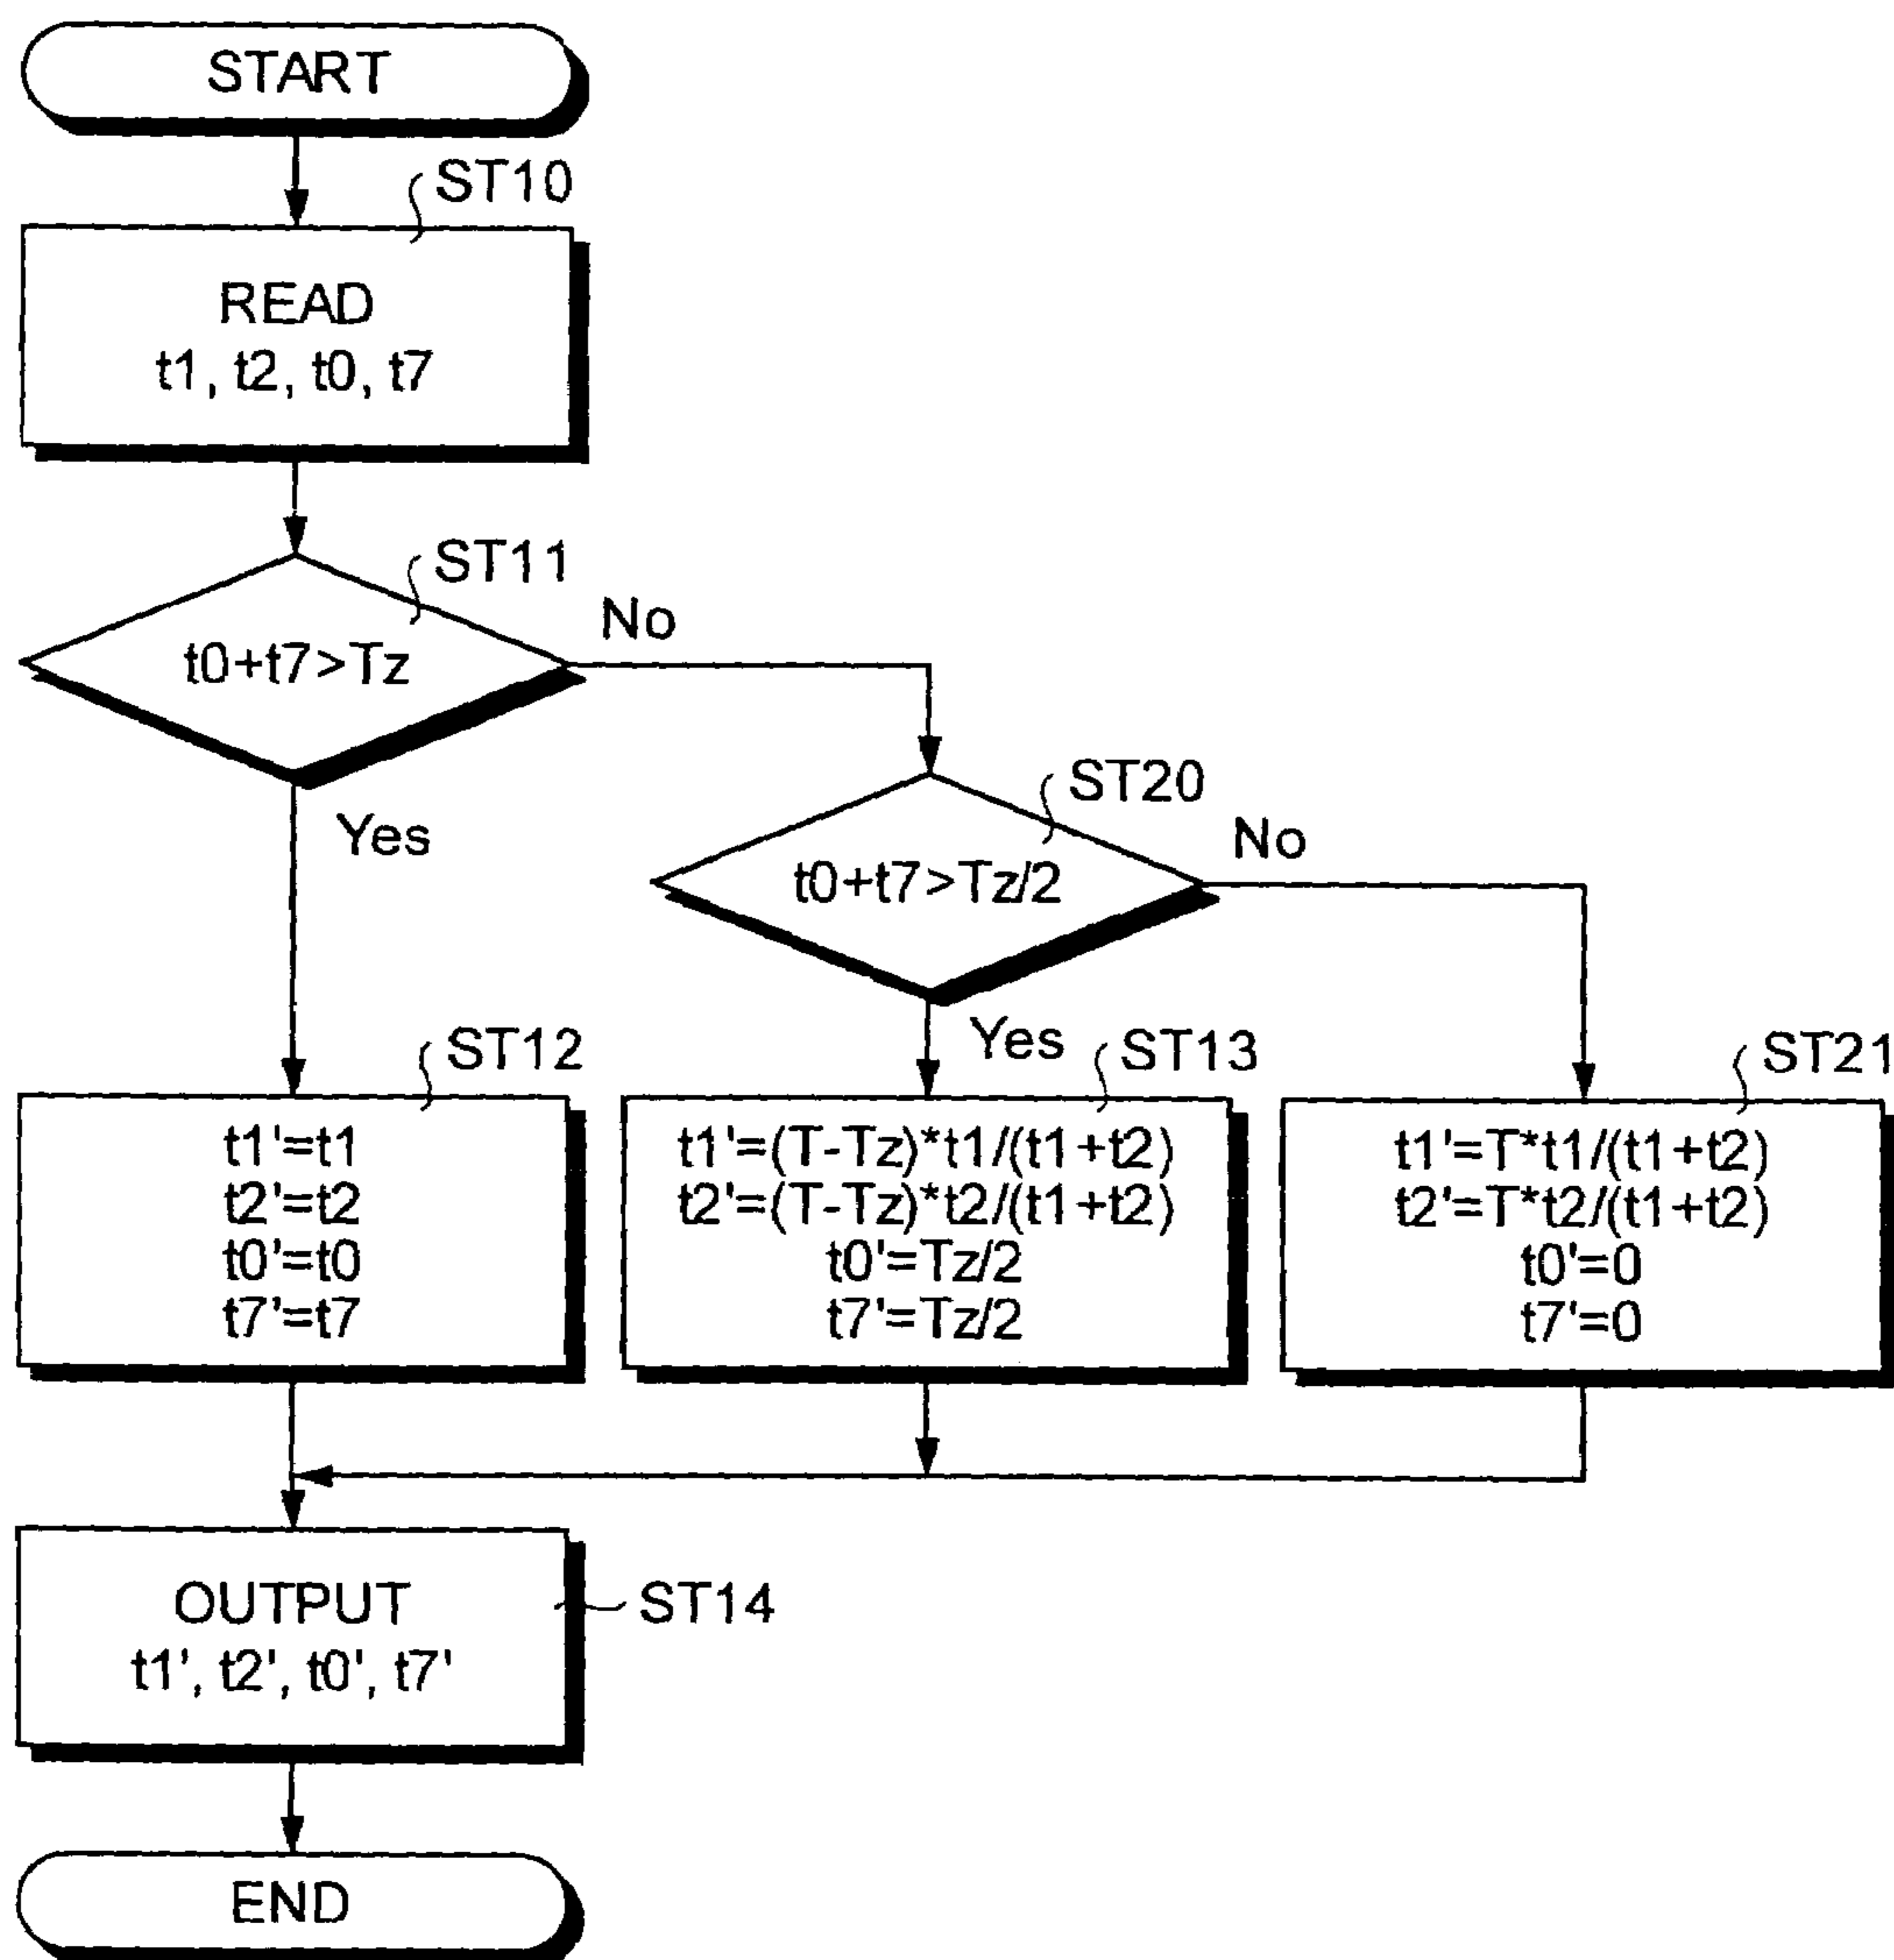 START
ST10
READ
t1, t2, t0, t7
ST11
t0+t7>Tz
No
Yes
ST20
t0+t7>Tz/2
No
Yes
ST12
t1'=t1
t2'=t2
t0'=t0
t7'=t7
ST13
t1'=(T-Tz)*t1/(t1+t2)
t2'=(T-Tz)*t2/(t1+t2)
t0'=Tz/2
t7'=Tz/2
ST21
t1'=T*t1/(t1+t2)
t2'=T*t2/(t1+t2)
t0'=0
t7'=0
OUTPUT
t1', t2', t0', t7'
ST14
END